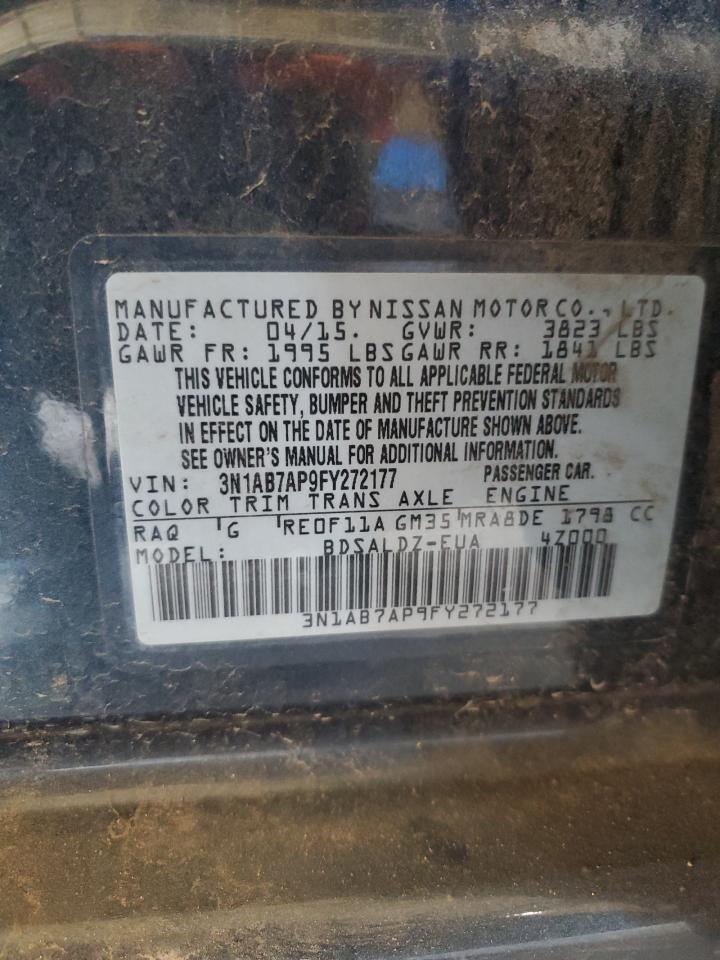 MANUFACTURED BY NISSAN MOTOR CO., LTD.
DATE: 04/15. GVWR: 3823 LBS
GAWR FR: 1995 LBS GAWR RR: 1841 LBS
THIS VEHICLE CONFORMS TO ALL APPLICABLE FEDERAL MOTOR
VEHICLE SAFETY, BUMPER AND THEFT PREVENTION STANDARDS
IN EFFECT ON THE DATE OF MANUFACTURE SHOWN ABOVE.
SEE OWNER'S MANUAL FOR ADDITIONAL INFORMATION.
VIN: 3N1AB7AP9FY272177 PASSENGER CAR.
COLOR TRIM TRANS AXLE ENGINE
RAQ G RE0F11A GM35 MRA8DE 1798 CC
MODEL: BDSALDZ-EUA 4Z000
3N1AB7AP9FY272177